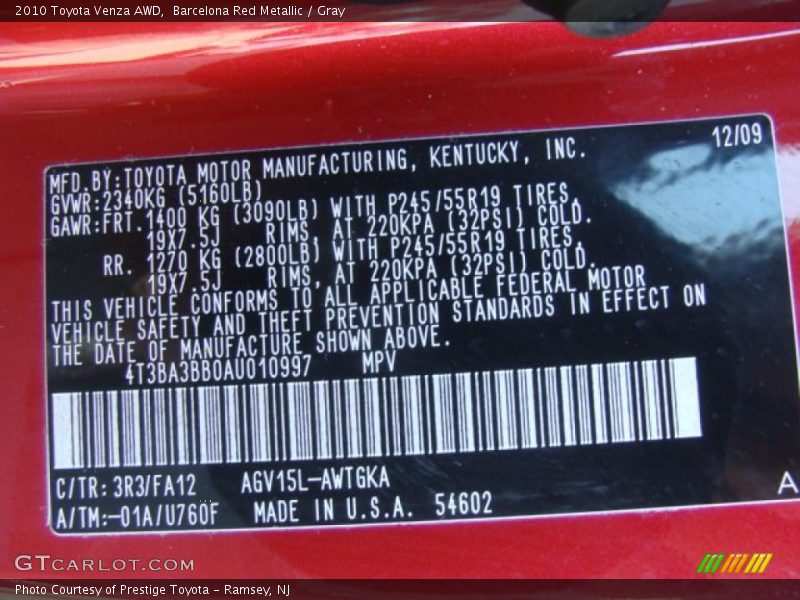 2010 Toyota Venza AWD,  Barcelona Red Metallic / Gray
12/09
MFD.BY:TOYOTA MOTOR MANUFACTURING, KENTUCKY, INC.
GVWR:2340KG (5160LB)
GAWR:FRT.1400 KG (3090LB) WITH P245/55R19 TIRES,
19X7.5J RIMS, AT 220KPA (32PSI) COLD.
RR. 1270 KG (2800LB) WITH P245/55R19 TIRES,
19X7.5J RIMS, AT 220KPA (32PSI) COLD.
THIS VEHICLE CONFORMS TO ALL APPLICABLE FEDERAL MOTOR
VEHICLE SAFETY AND THEFT PREVENTION STANDARDS IN EFFECT ON
THE DATE OF MANUFACTURE SHOWN ABOVE.
4T3BA3BB0AU010997 MPV
C/TR: 3R3/FA12 AGV15L-AWTGKA
A/TM:-01A/U760F MADE IN U.S.A. 54602
A
GTCARLOT.COM
Photo Courtesy of Prestige Toyota - Ramsey, NJ